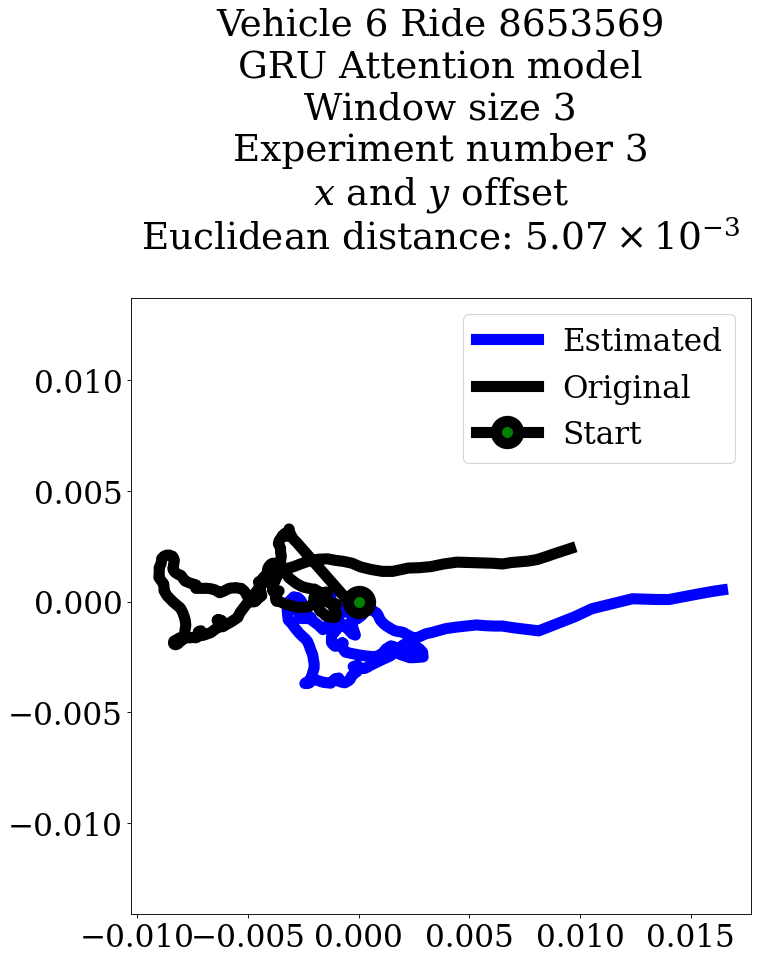 Vehicle 6 Ride 8653569
GRU Attention model
Window size 3
Experiment number 3
x and y offset
Euclidean distance: 5.07 × 10⁻³
Estimated
Original
Start
0.010
0.005
0.000
−0.005
−0.010
−0.010 −0.005 0.000 0.005 0.010 0.015